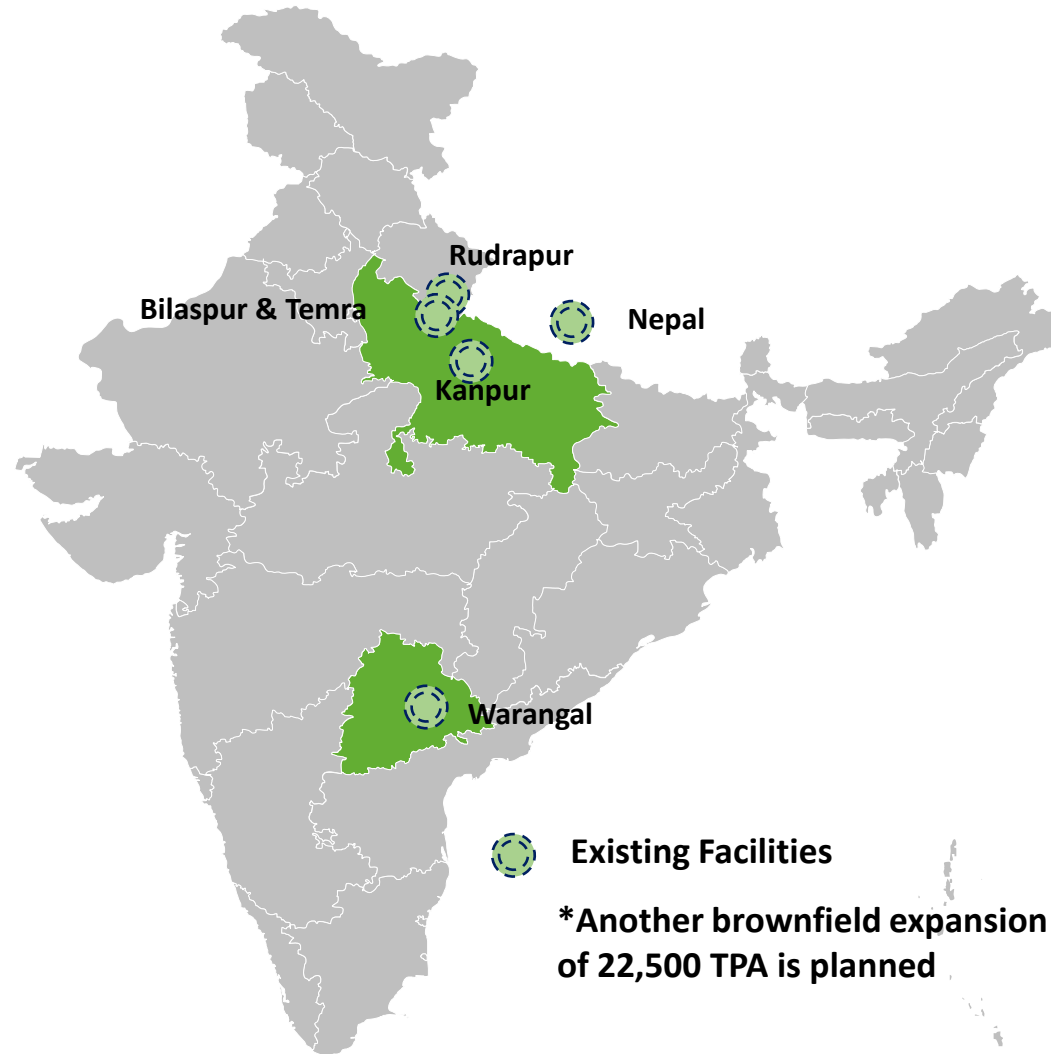 Rudrapur
Bilaspur & Temra
Nepal
Kanpur
Warangal
Existing Facilities
*Another brownfield expansion
of 22,500 TPA is planned